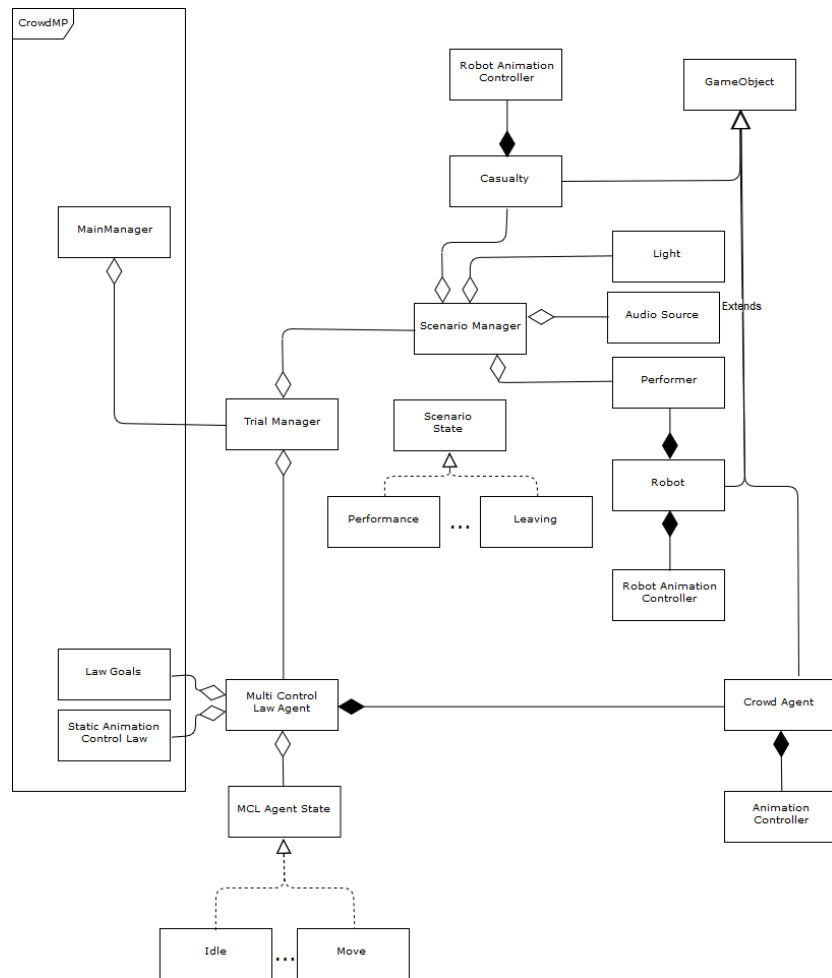 CrowdMP
Robot Animation
Controller
GameObject
Casualty
MainManager
Light
Scenario Manager
Audio Source
Extends
Performer
Trial Manager
Scenario
State
Robot
Performance
...
Leaving
Robot Animation
Controller
Law Goals
Multi Control
Law Agent
Crowd Agent
Static Animation
Control Law
MCL Agent State
Animation
Controller
Idle
...
Move